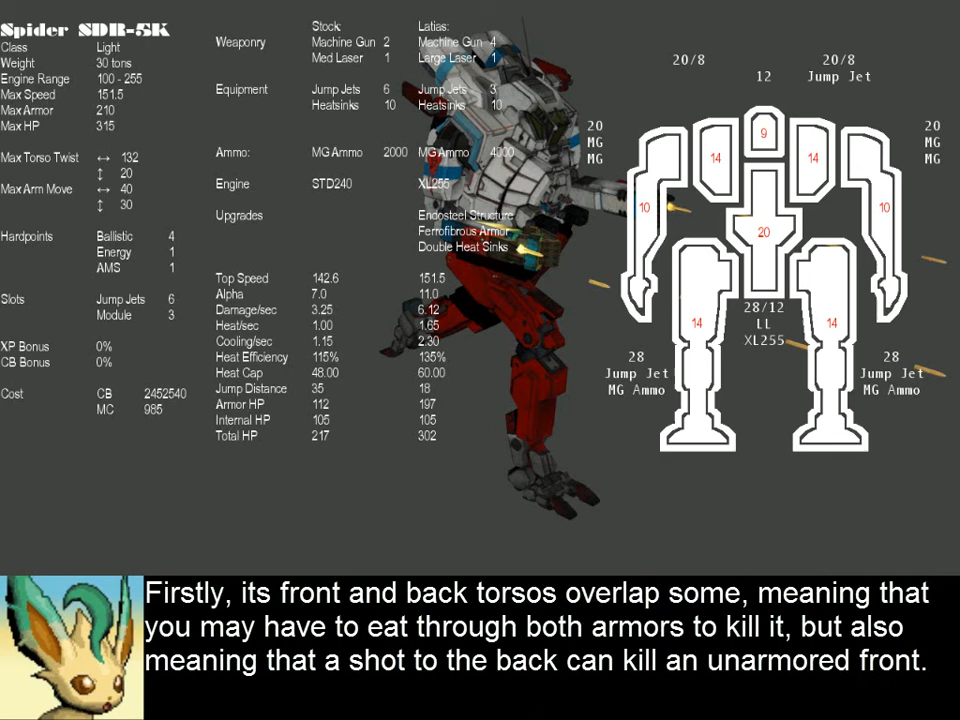 Spider SDR-5K
Class Light
Weight 30 tons
Engine Range 100 - 255
Max Speed 151.5
Max Armor 210
Max HP 315
Max Torso Twist ↔ 132
↕ 20
Max Arm Move ↔ 40
↕ 30
Hardpoints Ballistic 4
Energy 1
AMS 1
Slots Jump Jets 6
Module 3
XP Bonus 0%
CB Bonus 0%
Cost CB 2452540
MC 985
Stock: Latias:
Weaponry Machine Gun 2 Machine Gun 4
Med Laser 1 Large Laser 1
Equipment Jump Jets 6 Jump Jets 3
Heatsinks 10 Heatsinks 10
Ammo: MG Ammo 2000 MG Ammo 4000
Engine STD240 XL255
Upgrades Endosteel Structure
Ferrofibrous Armor
Double Heat Sinks
Top Speed 142.6 151.5
Alpha 7.0 11.0
Damage/sec 3.25 6.12
Heat/sec 1.00 1.65
Cooling/sec 1.15 2.30
Heat Efficiency 115% 135%
Heat Cap 48.00 60.00
Jump Distance 35 18
Armor HP 112 197
Internal HP 105 105
Total HP 217 302
20/8 20/8
12 Jump Jet
20 20
MG MG
MG MG
9
14 14
10 10
20
28/12
LL
XL255
14 14
28 28
Jump Jet Jump Jet
MG Ammo MG Ammo
Firstly, its front and back torsos overlap some, meaning that
you may have to eat through both armors to kill it, but also
meaning that a shot to the back can kill an unarmored front.